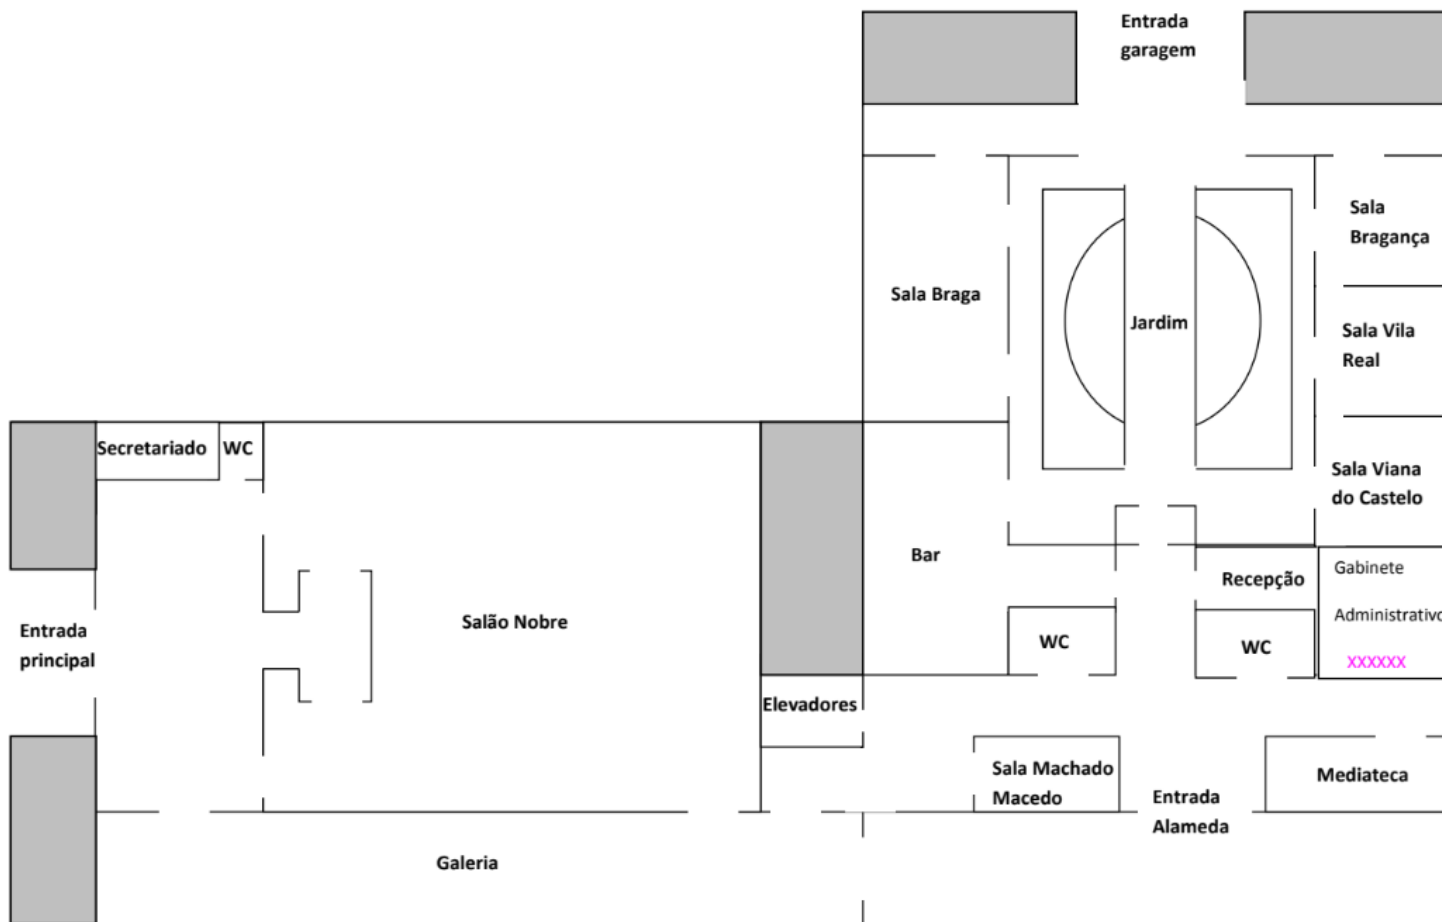 Entrada
garagem
Sala
Bragança
Sala Braga
Jardim
Sala Vila
Real
Secretariado
WC
Sala Viana
do Castelo
Bar
Recepção
Gabinete
Administrativo
XXXXXX
Entrada
principal
Salão Nobre
WC
WC
Elevadores
Sala Machado
Macedo
Entrada
Alameda
Mediateca
Galeria